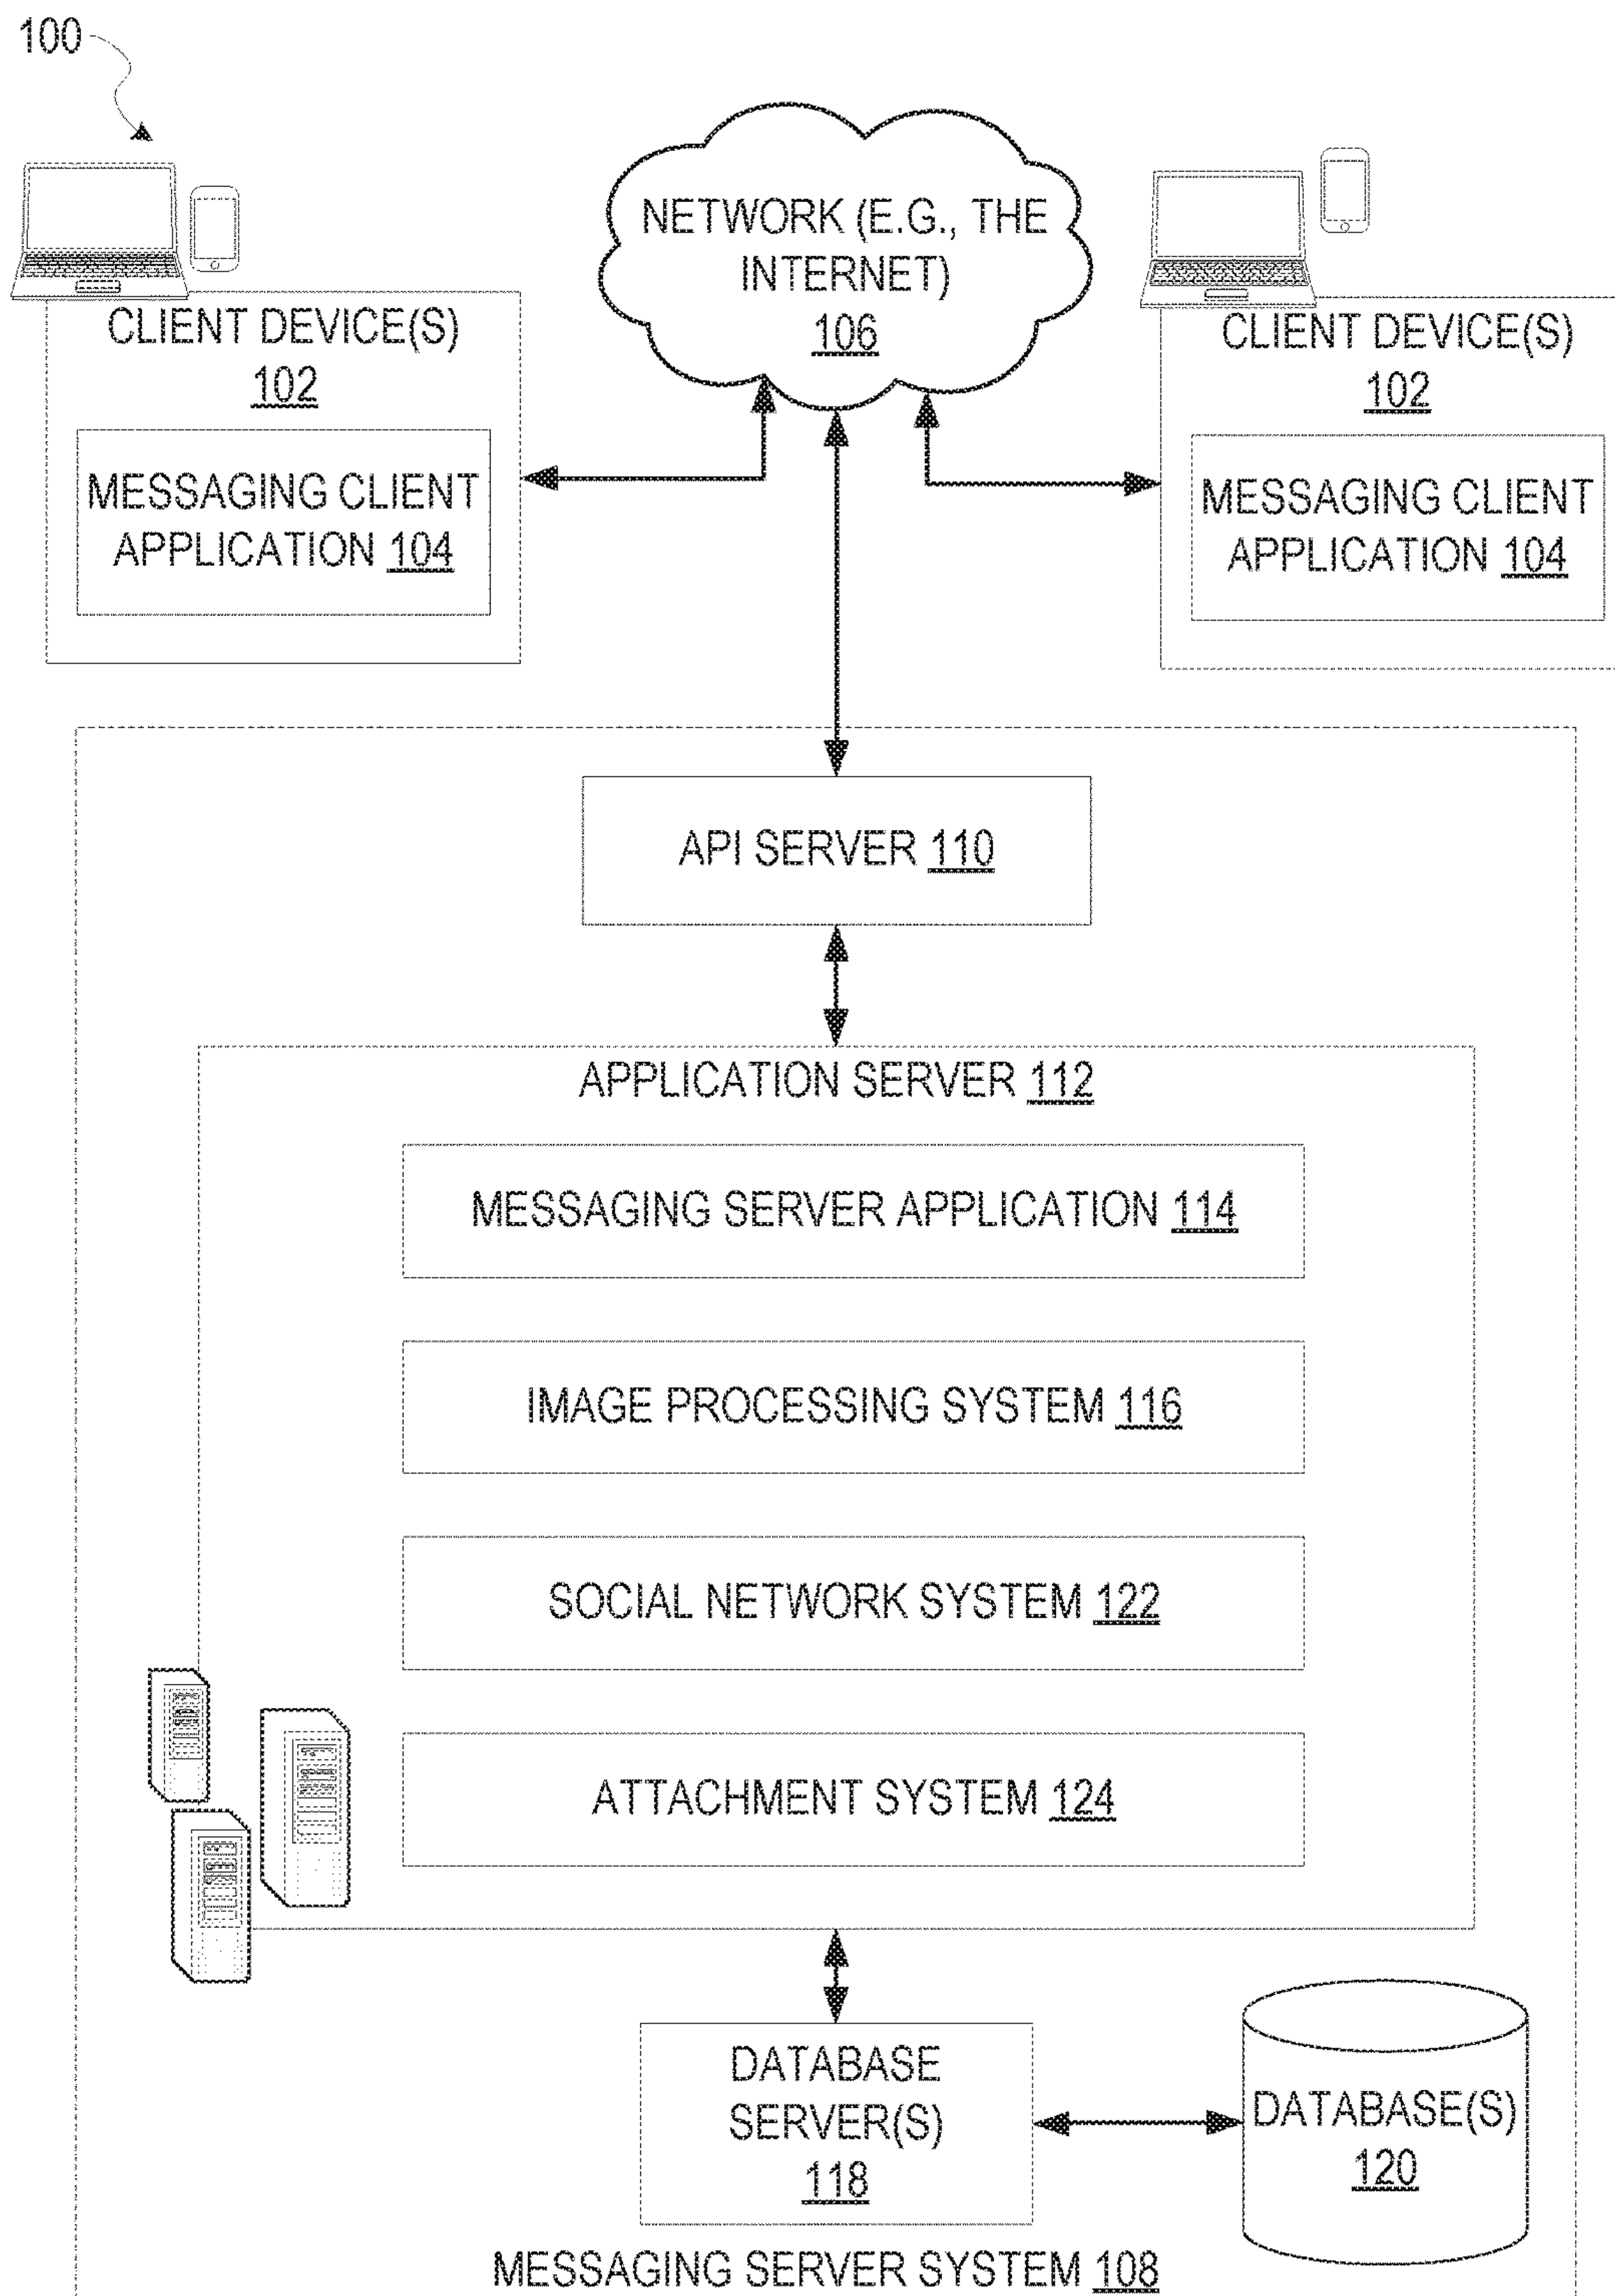 100
NETWORK (E.G., THE
INTERNET)
106
CLIENT DEVICE(S)
102
MESSAGING CLIENT
APPLICATION 104
CLIENT DEVICE(S)
102
MESSAGING CLIENT
APPLICATION 104
API SERVER 110
APPLICATION SERVER 112
MESSAGING SERVER APPLICATION 114
IMAGE PROCESSING SYSTEM 116
SOCIAL NETWORK SYSTEM 122
ATTACHMENT SYSTEM 124
DATABASE
SERVER(S)
118
DATABASE(S)
120
MESSAGING SERVER SYSTEM 108